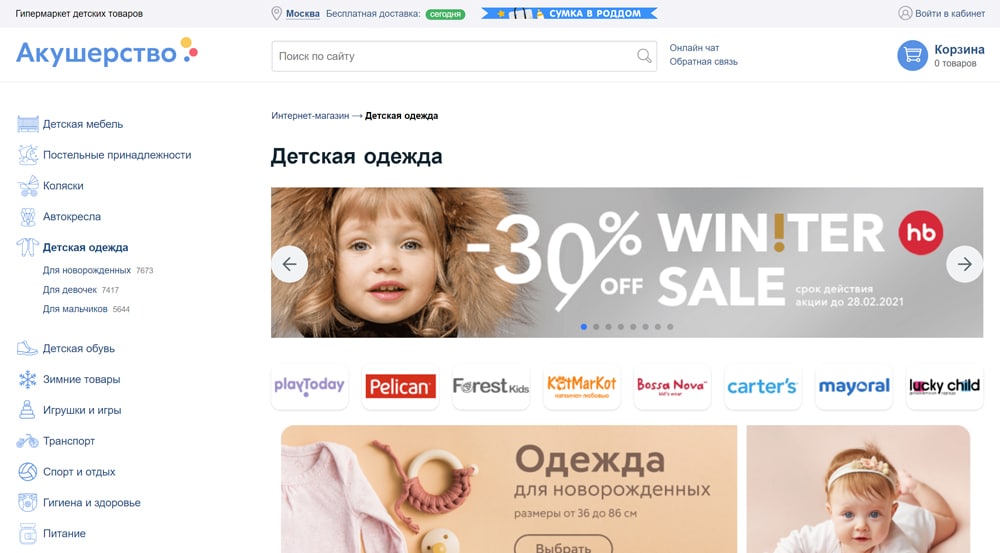 Гипермаркет детских товаров
Москва Бесплатная доставка: сегодня
СУМКА В РОДДОМ
Войти в кабинет
Акушерство
Поиск по сайту
Онлайн чат
Обратная связь
Корзина
0 товаров
Интернет-магазин → Детская одежда
Детская одежда
Детская мебель
Постельные принадлежности
Коляски
Автокресла
Детская одежда
Для новорожденных 7673
Для девочек 7417
Для мальчиков 5644
Детская обувь
Зимние товары
Игрушки и игры
Транспорт
Спорт и отдых
Гигиена и здоровье
Питание
-30% OFF
WIN!TER
SALE
срок действия
акции до 28.02.2021
hb
playToday
Pelican
Forest Kids
KotMarKot
Bossa Nova
kid's wear
carter's
mayoral
lucky child
Одежда
для новорожденных
размеры от 36 до 86 см
Выбрать